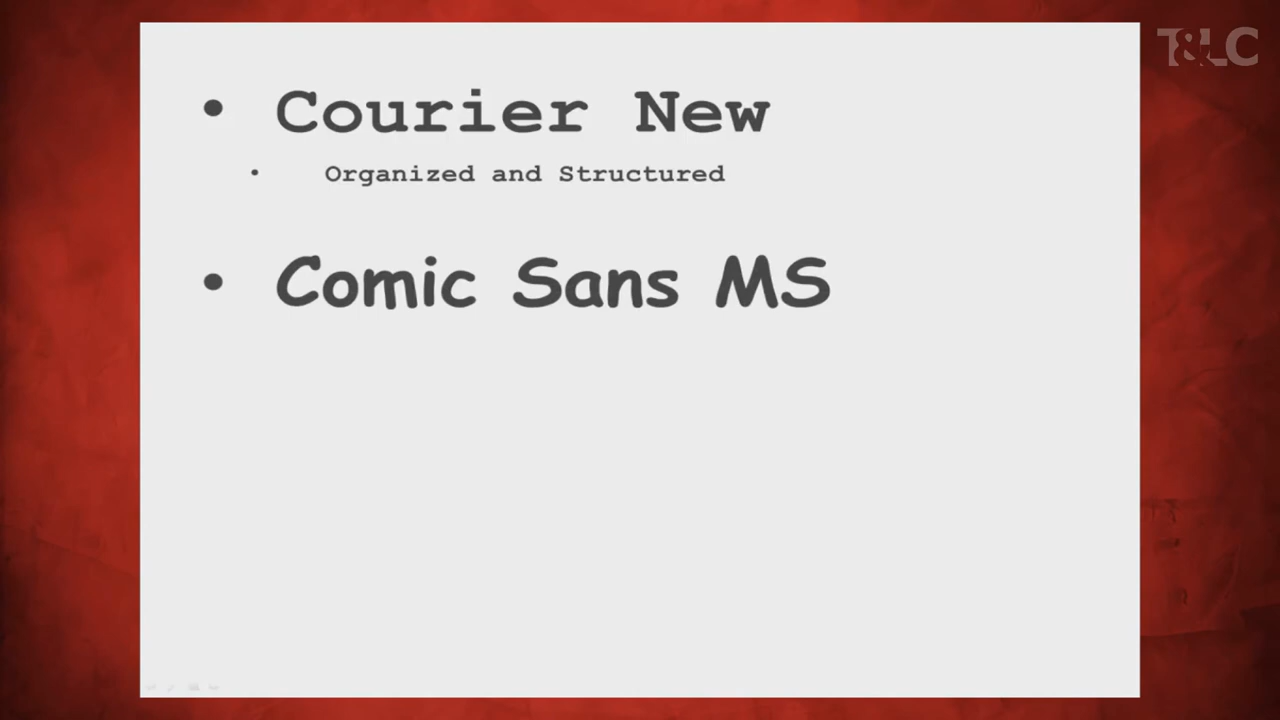 T&LC
• Courier New
• Organized and Structured
• Comic Sans MS